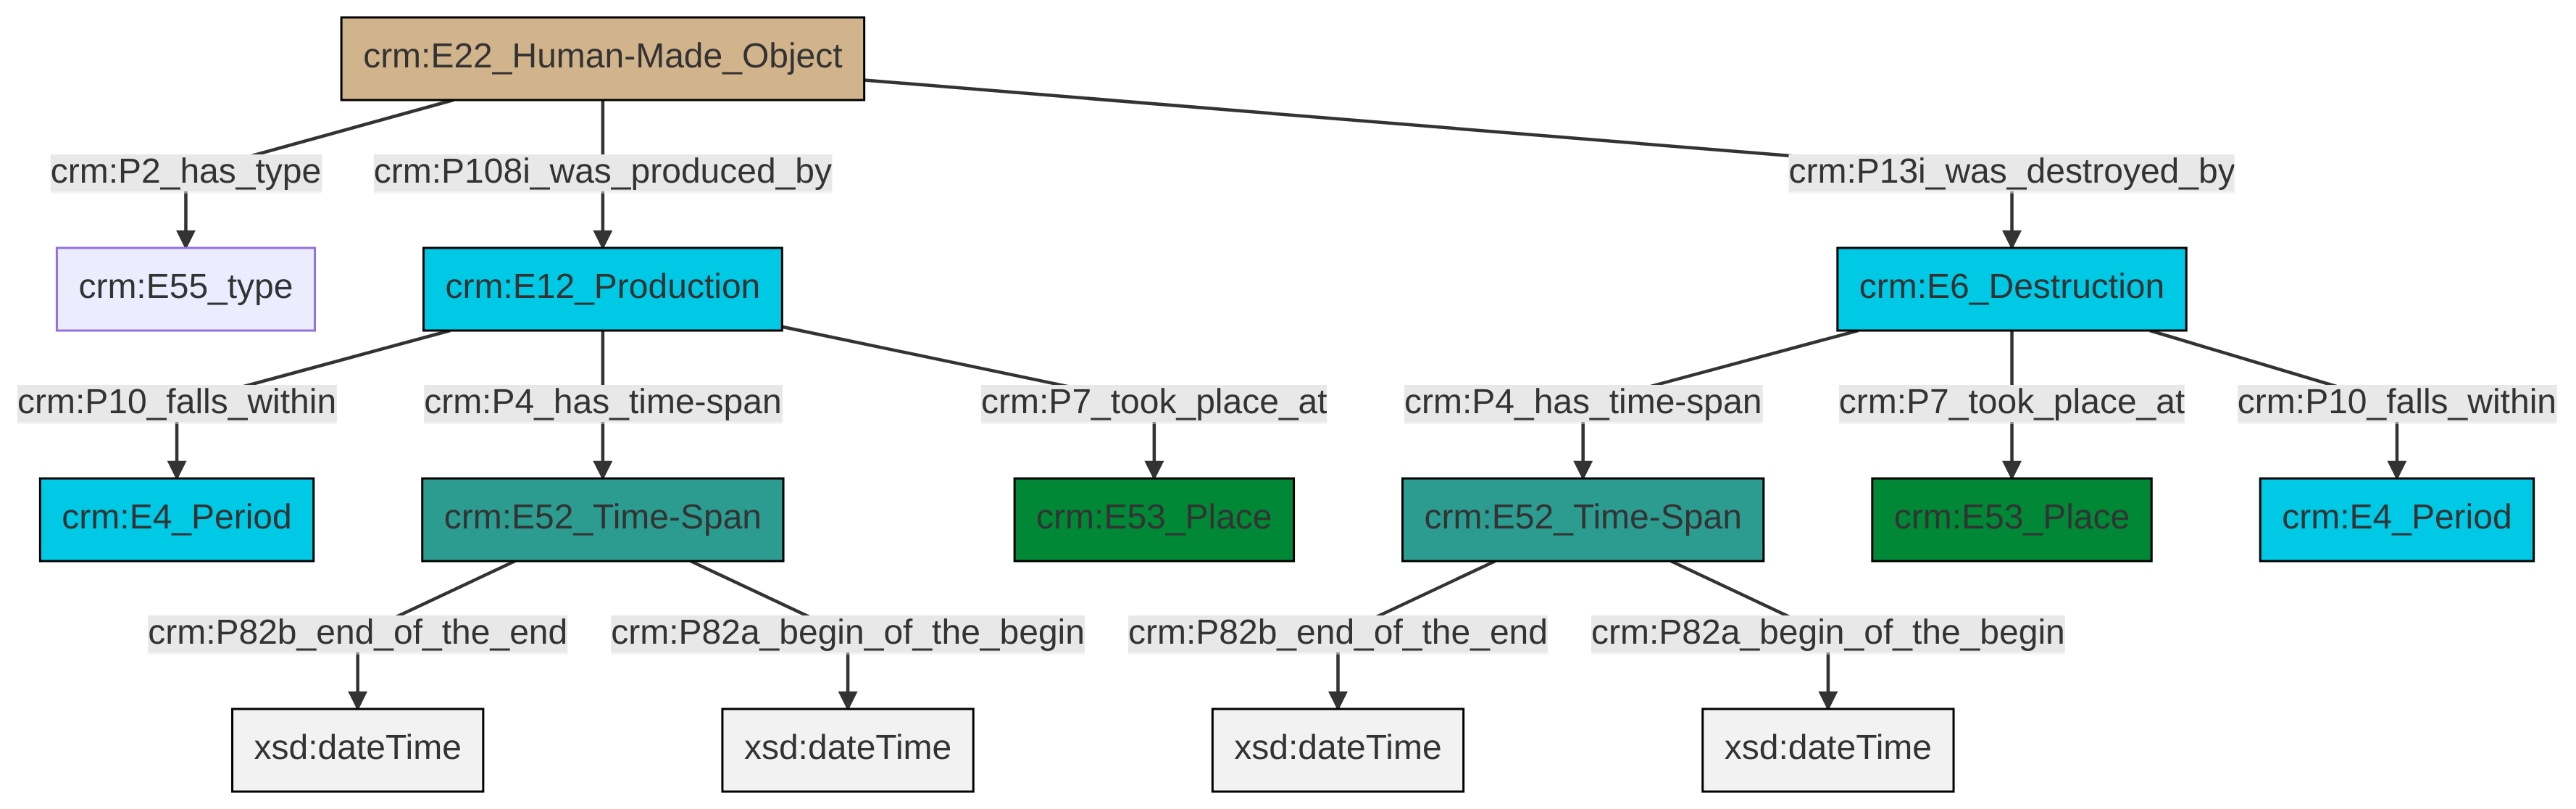 crm:E22_Human-Made_Object
crm:P2_has_type
crm:P108i_was_produced_by
crm:P13i_was_destroyed_by
crm:E55_type
crm:E12_Production
crm:E6_Destruction
crm:P10_falls_within
crm:P4_has_time-span
crm:P7_took_place_at
crm:P4_has_time-span
crm:P7_took_place_at
crm:P10_falls_within
crm:E4_Period
crm:E52_Time-Span
crm:E53_Place
crm:E52_Time-Span
crm:E53_Place
crm:E4_Period
crm:P82b_end_of_the_end
crm:P82a_begin_of_the_begin
crm:P82b_end_of_the_end
crm:P82a_begin_of_the_begin
xsd:dateTime
xsd:dateTime
xsd:dateTime
xsd:dateTime